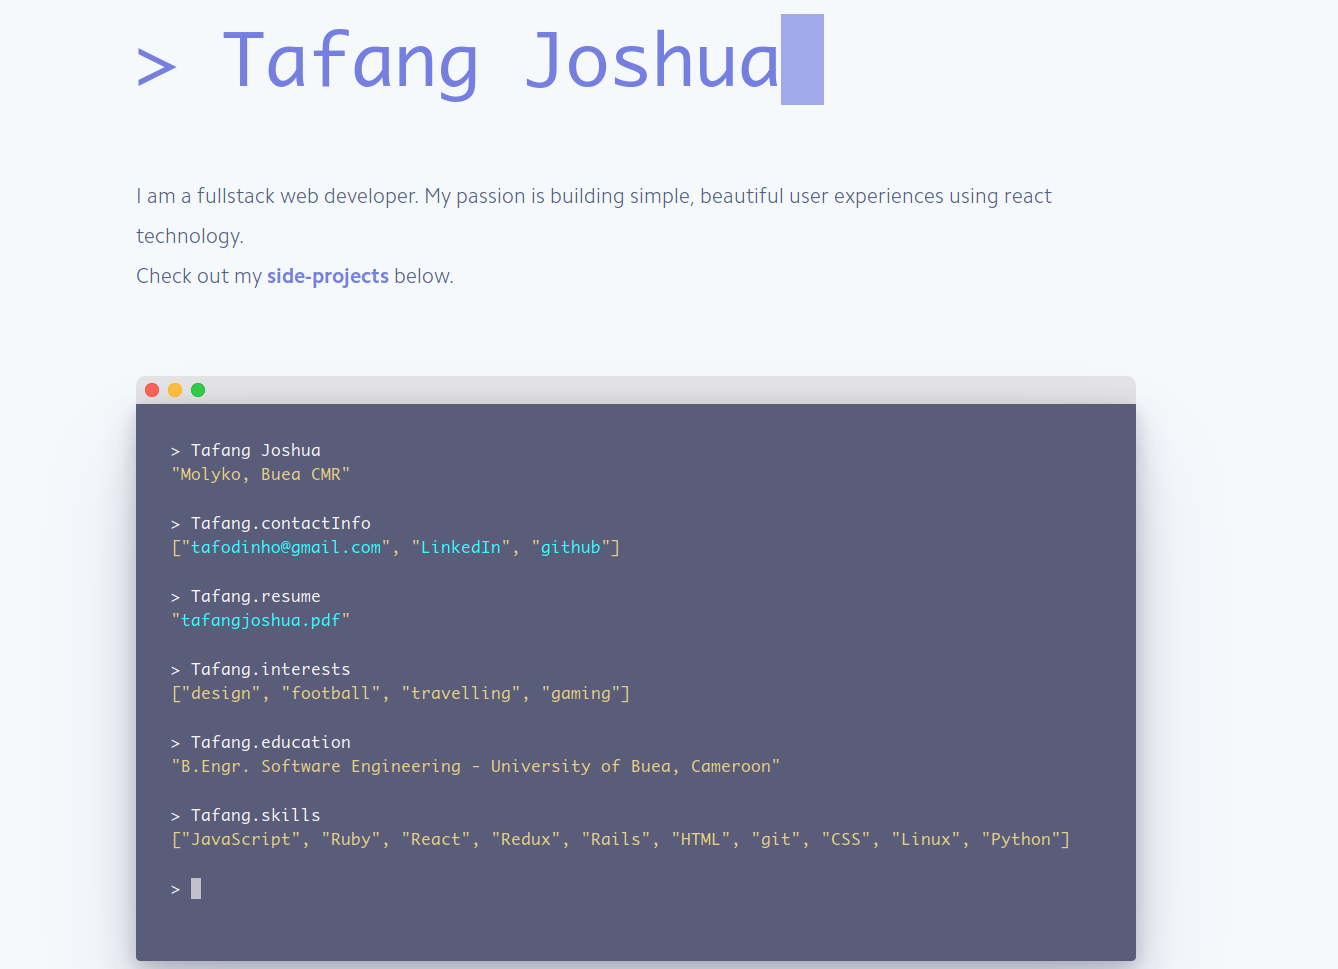 > Tafang Joshua
I am a fullstack web developer. My passion is building simple, beautiful user experiences using react
technology.
Check out my side-projects below.
> Tafang Joshua
"Molyko, Buea CMR"
> Tafang.contactInfo
["tafodinho@gmail.com", "LinkedIn", "github"]
> Tafang.resume
"tafangjoshua.pdf"
> Tafang.interests
["design", "football", "travelling", "gaming"]
> Tafang.education
"B.Engr. Software Engineering - University of Buea, Cameroon"
> Tafang.skills
["JavaScript", "Ruby", "React", "Redux", "Rails", "HTML", "git", "CSS", "Linux", "Python"]
>